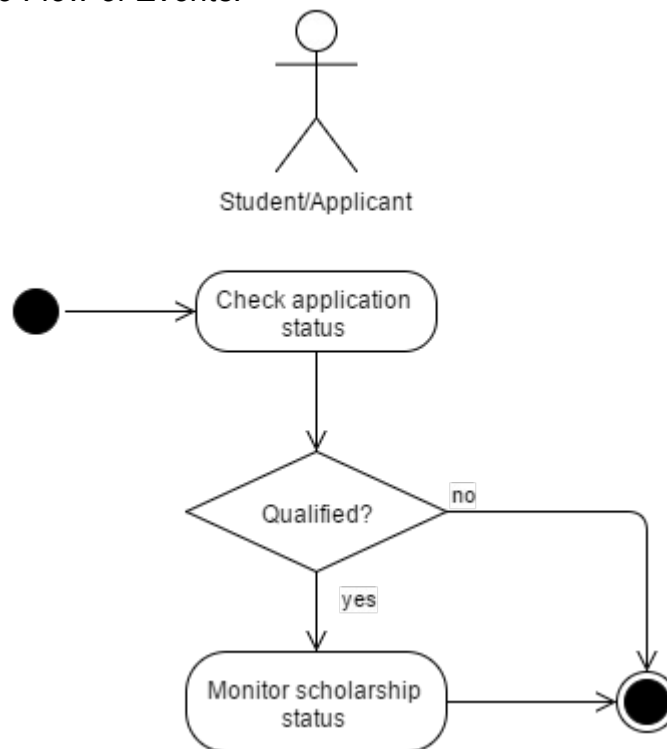 Flow of Events.
Student/Applicant
Check application
status
Qualified?
no
yes
Monitor scholarship
status